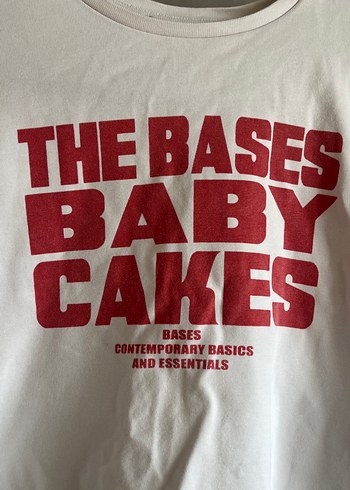 THE BASES
BABY
CAKES
BASES
CONTEMPORARY BASICS
AND ESSENTIALS